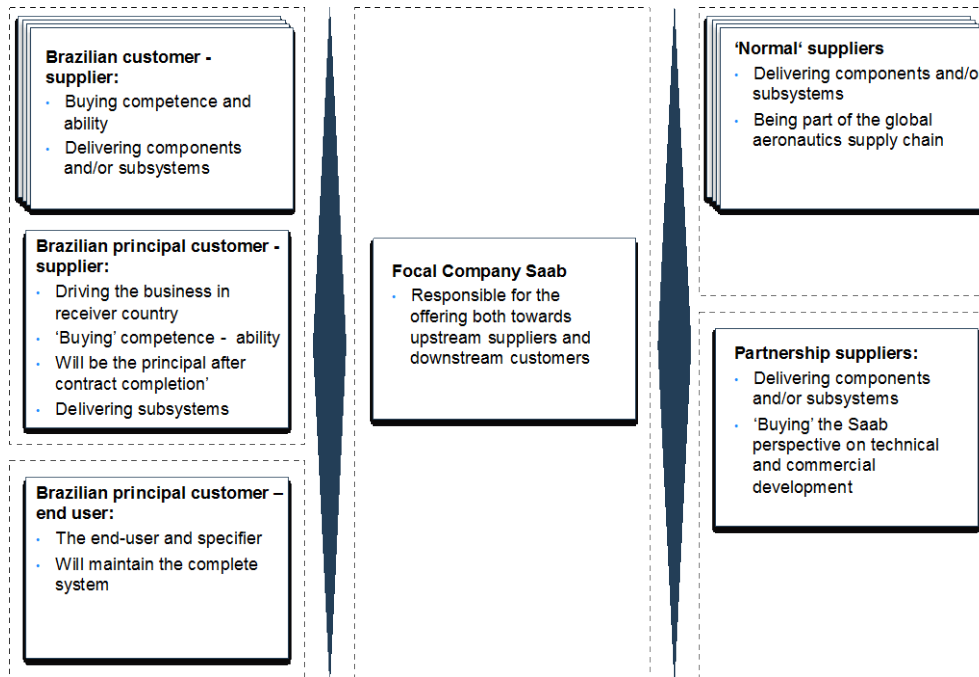 Brazilian customer -
supplier:
· Buying competence and
ability
· Delivering components
and/or subsystems
Brazilian principal customer -
supplier:
· Driving the business in
receiver country
· ‘Buying’ competence - ability
· Will be the principal after
contract completion’
· Delivering subsystems
Brazilian principal customer –
end user:
· The end-user and specifier
· Will maintain the complete
system
Focal Company Saab
· Responsible for the
offering both towards
upstream suppliers and
downstream customers
‘Normal‘ suppliers
· Delivering components and/o
subsystems
· Being part of the global
aeronautics supply chain
Partnership suppliers:
· Delivering components
and/or subsystems
· ‘Buying’ the Saab
perspective on technical
and commercial
development